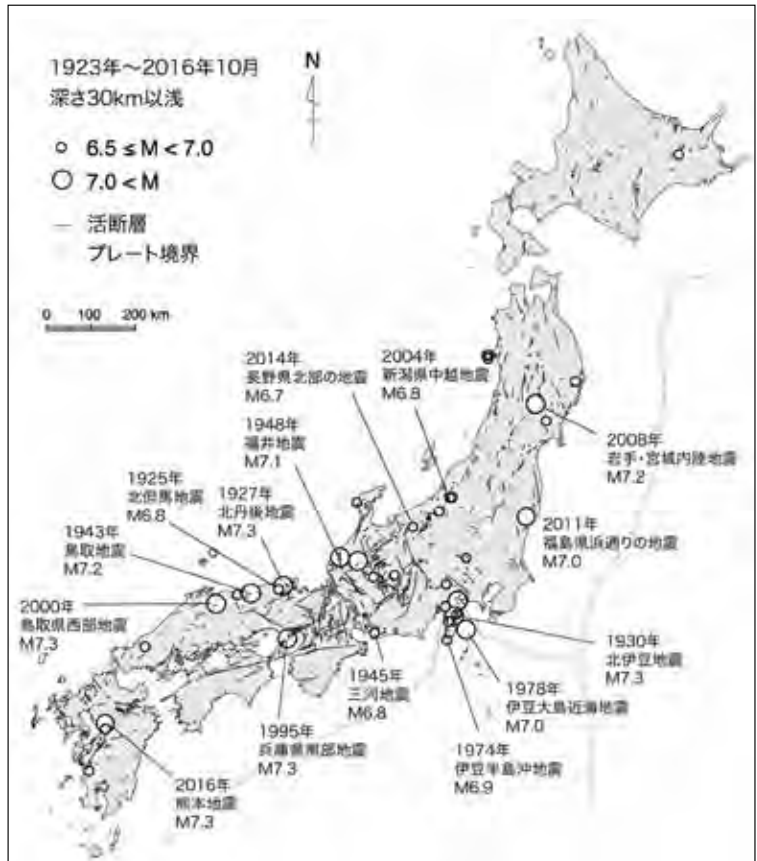 1923年～2016年10月
深さ30km以浅
N
6.5 ≤ M < 7.0
7.0 < M
活断層
プレート境界
0 100 200 km
2014年
長野県北部の地震
M6.7
2004年
新潟県中越地震
M6.8
1948年
福井地震
M7.1
2008年
岩手・宮城内陸地震
M7.2
1925年
北但馬地震
M6.8
1927年
北丹後地震
M7.3
2011年
福島県浜通りの地震
M7.0
1943年
鳥取地震
M7.2
2000年
鳥取県西部地震
M7.3
1930年
北伊豆地震
M7.3
1945年
三河地震
M6.8
1978年
伊豆大島近海地震
M7.0
1995年
兵庫県南部地震
M7.3
1974年
伊豆半島沖地震
M6.9
2016年
熊本地震
M7.3